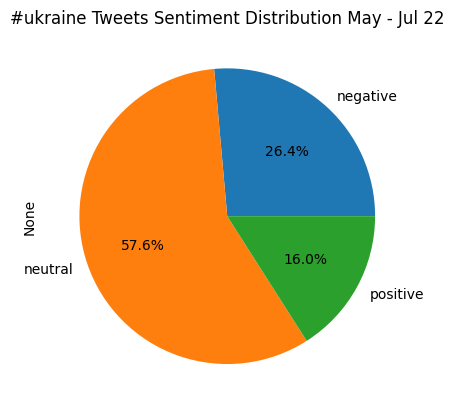 #ukraine Tweets Sentiment Distribution May - Jul 22
negative
26.4%
None
57.6%
neutral
16.0%
positive